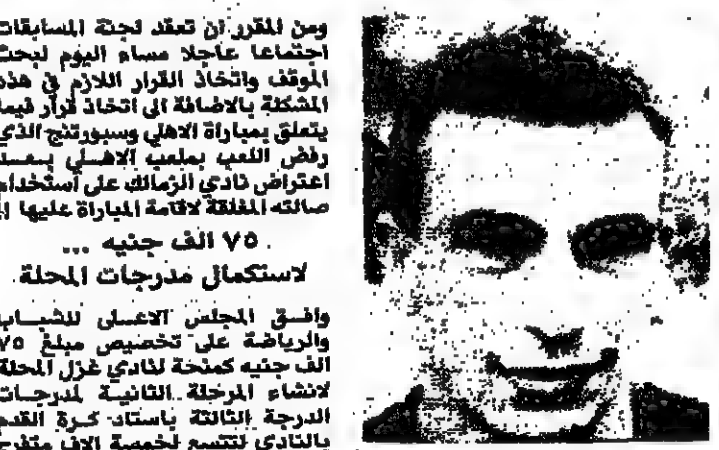 ومن المقرر ان تعقد لجنة المسابقات
اجتماعا عاجلا مساء اليوم لبحث
الموقف واتخاذ القرار اللازم في هذه
المشكلة بالاضافة الى اتخاذ قرار فيما
يتعلق بمباراة الاهلي وسبورتنج الذي
رفض اللعب بملعب الاهلي بعد
اعتراض نادي الزمالك على استخدام
صالته المغلقة لاقامة المباراة عليها
٧٥ الف جنيه ...
لاستكمال مدرجات المحلة
وافق المجلس الاعلى للشباب
والرياضة على تخصيص مبلغ ٧٥
الف جنيه كمنحة لنادي غزل المحلة
لانشاء المرحلة الثانية لمدرجات
الدرجة الثالثة باستاد كرة القدم
بالنادي لتتسع لخمسة الاف متفرج